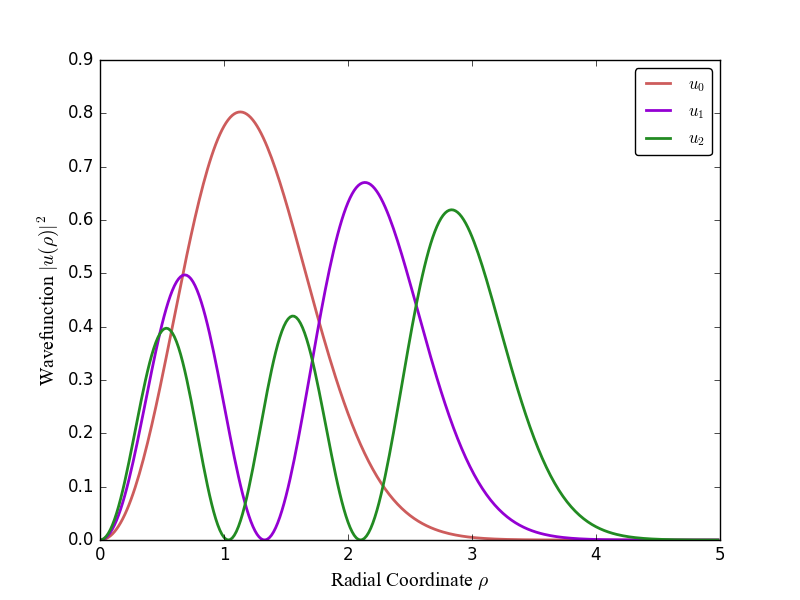 0.9
0.8
0.7
0.6
0.5
0.4
0.3
0.2
0.1
0.0
0 1 2 3 4 5
Wavefunction |u(ρ)|²
Radial Coordinate ρ
u₀
u₁
u₂